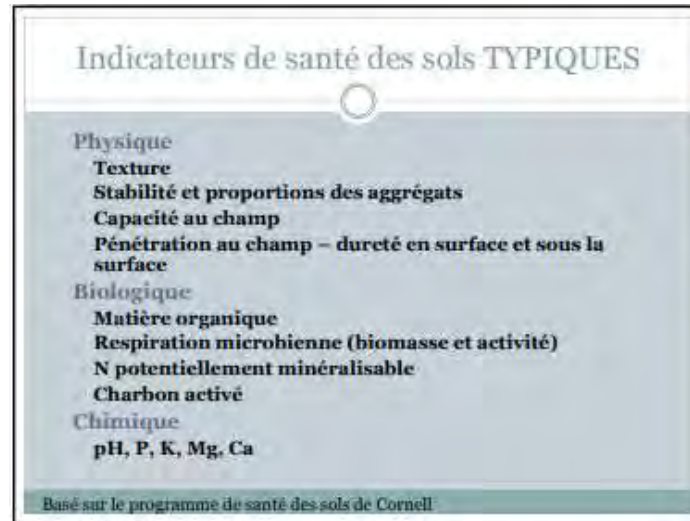 Indicateurs de santé des sols TYPIQUES
Physique
Texture
Stabilité et proportions des aggrégats
Capacité au champ
Pénétration au champ – dureté en surface et sous la
surface
Biologique
Matière organique
Respiration microbienne (biomasse et activité)
N potentiellement minéralisable
Charbon activé
Chimique
pH, P, K, Mg, Ca
Basé sur le programme de santé des sols de Cornell